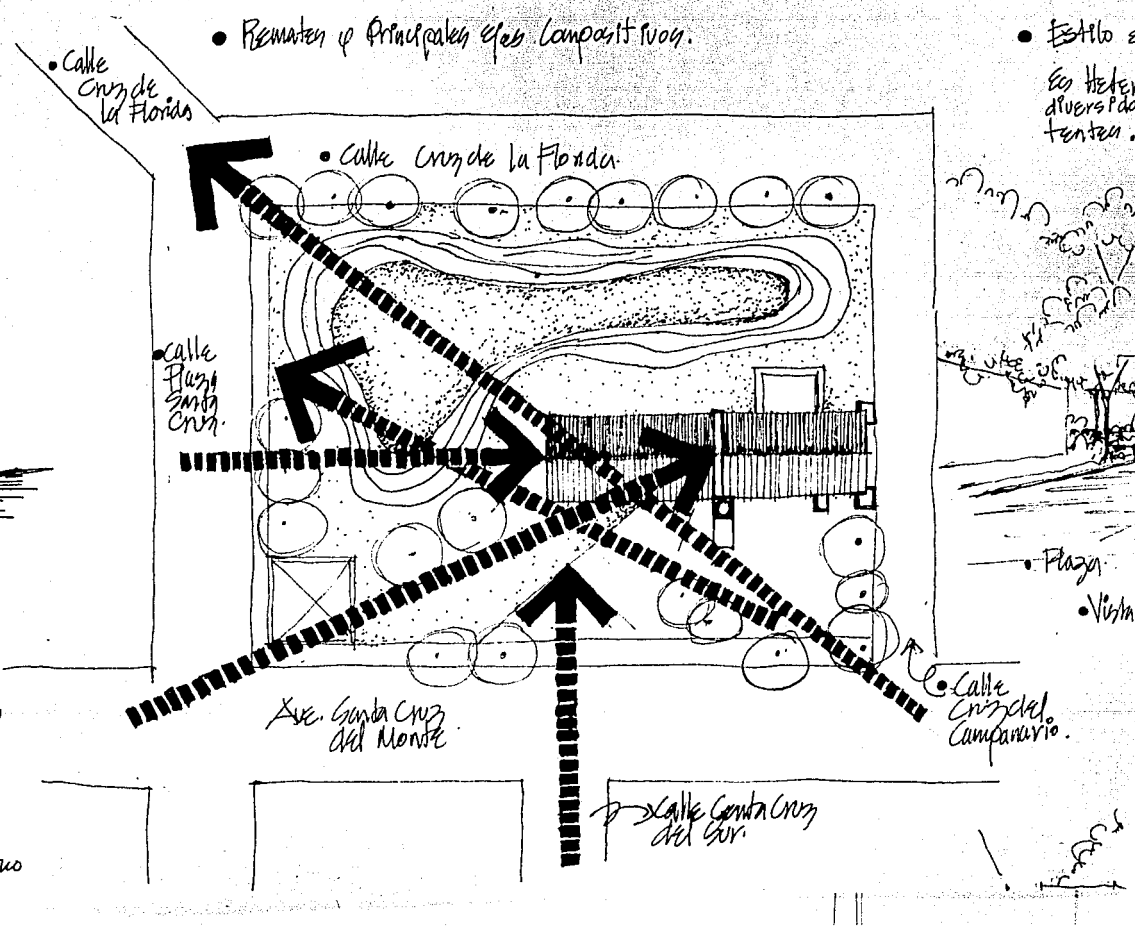 • Remates y Principales ejes Compositivos.
• Estilo
Es Heter
diversida
tentes.
• Calle
Cruz de
la Florida
• Calle Cruz de la Florida.
• Calle
Plaza
Santa
Cruz.
• Plaza
• Vista
• Calle
Cruz del
Campanario.
Ave. Santa Cruz
del Monte.
Calle Santa Cruz
del Sur.